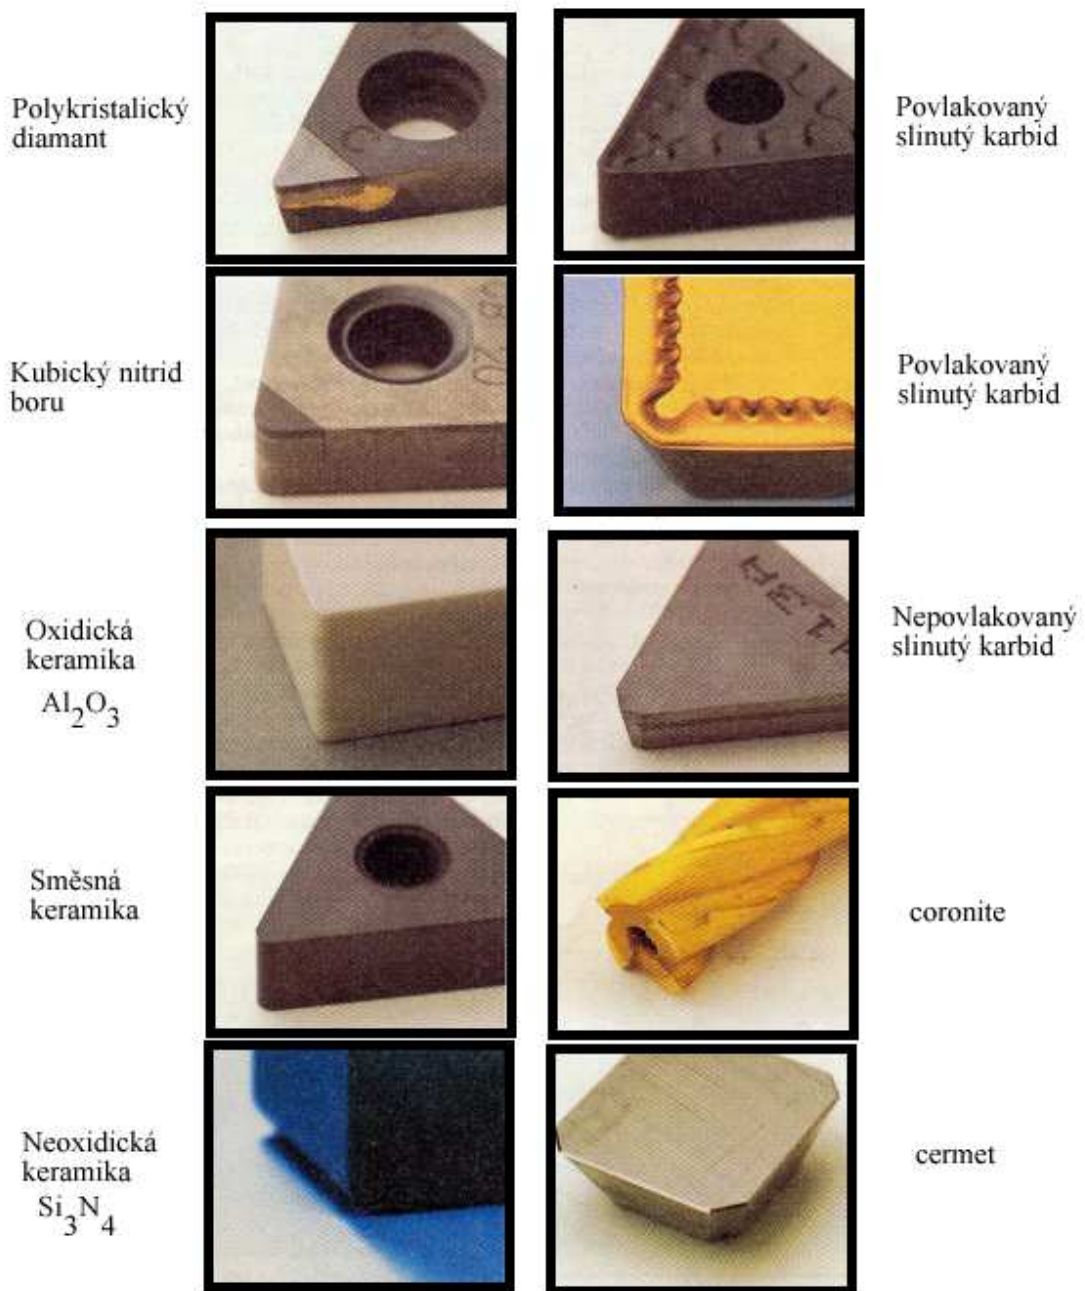 Polykristalický
diamant
Povlakovaný
slinutý karbid
Kubický nitrid
boru
Povlakovaný
slinutý karbid
Oxidická
keramika
Al2O3
Nepovlakovaný
slinutý karbid
H13A
Směsná
keramika
coronite
Neoxidická
keramika
Si3N4
cermet